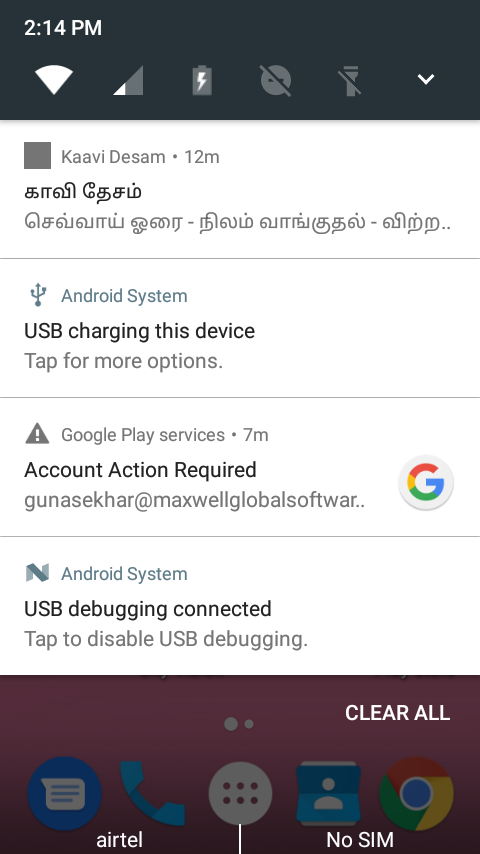 2:14 PM
Kaavi Desam • 12m
காவி தேசம்
செவ்வாய் ஓரை - நிலம் வாங்குதல் - விற்ற..
Android System
USB charging this device
Tap for more options.
Google Play services • 7m
Account Action Required
gunasekhar@maxwellglobalsoftwar..
Android System
USB debugging connected
Tap to disable USB debugging.
CLEAR ALL
airtel
No SIM